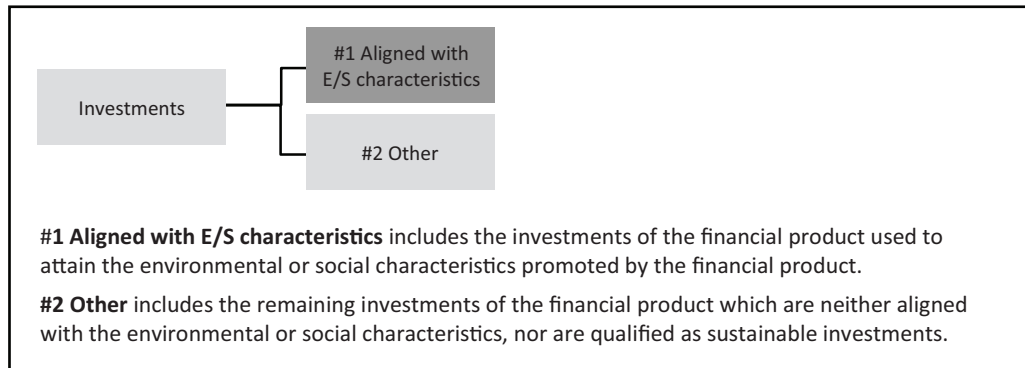 #1 Aligned with
E/S characteristics
Investments
#2 Other
#1 Aligned with E/S characteristics includes the investments of the financial product used to
attain the environmental or social characteristics promoted by the financial product.
#2 Other includes the remaining investments of the financial product which are neither aligned
with the environmental or social characteristics, nor are qualified as sustainable investments.